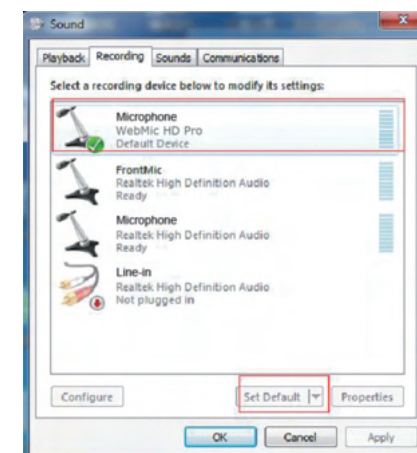 Sound
Playback Recording Sounds Communications
Select a recording device below to modify its settings:
Microphone
WebMic HD Pro
Default Device
FrontMic
Realtek High Definition Audio
Ready
Microphone
Realtek High Definition Audio
Ready
Line-in
Realtek High Definition Audio
Not plugged in
Configure Set Default Properties
OK Cancel Apply